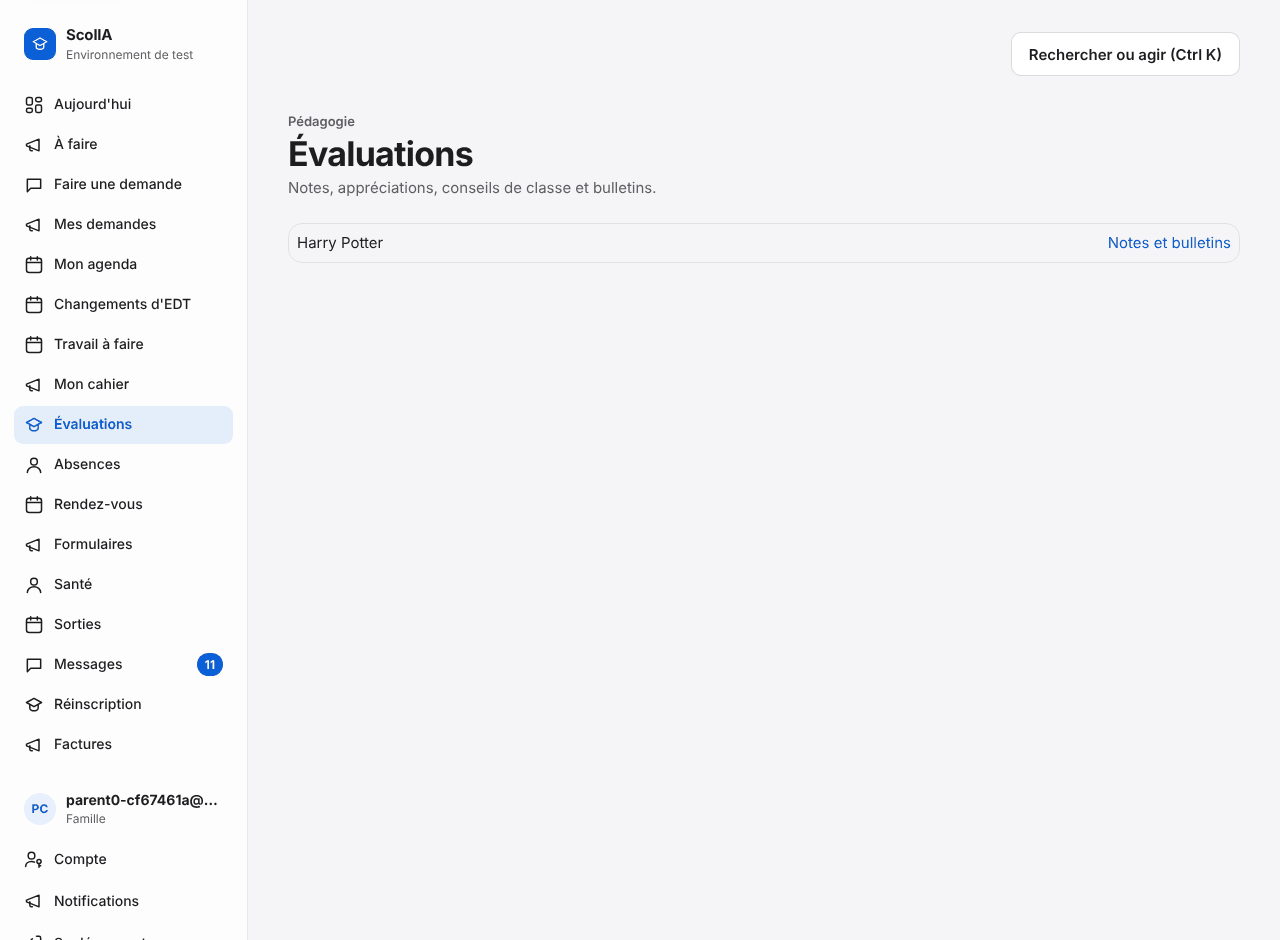 ScolIA
Environnement de test
Aujourd'hui
À faire
Faire une demande
Mes demandes
Mon agenda
Changements d'EDT
Travail à faire
Mon cahier
Évaluations
Absences
Rendez-vous
Formulaires
Santé
Sorties
Messages 11
Réinscription
Factures
PC
parent0-cf67461a@...
Famille
Compte
Notifications
Rechercher ou agir (Ctrl K)
Pédagogie
Évaluations
Notes, appréciations, conseils de classe et bulletins.
Harry Potter Notes et bulletins